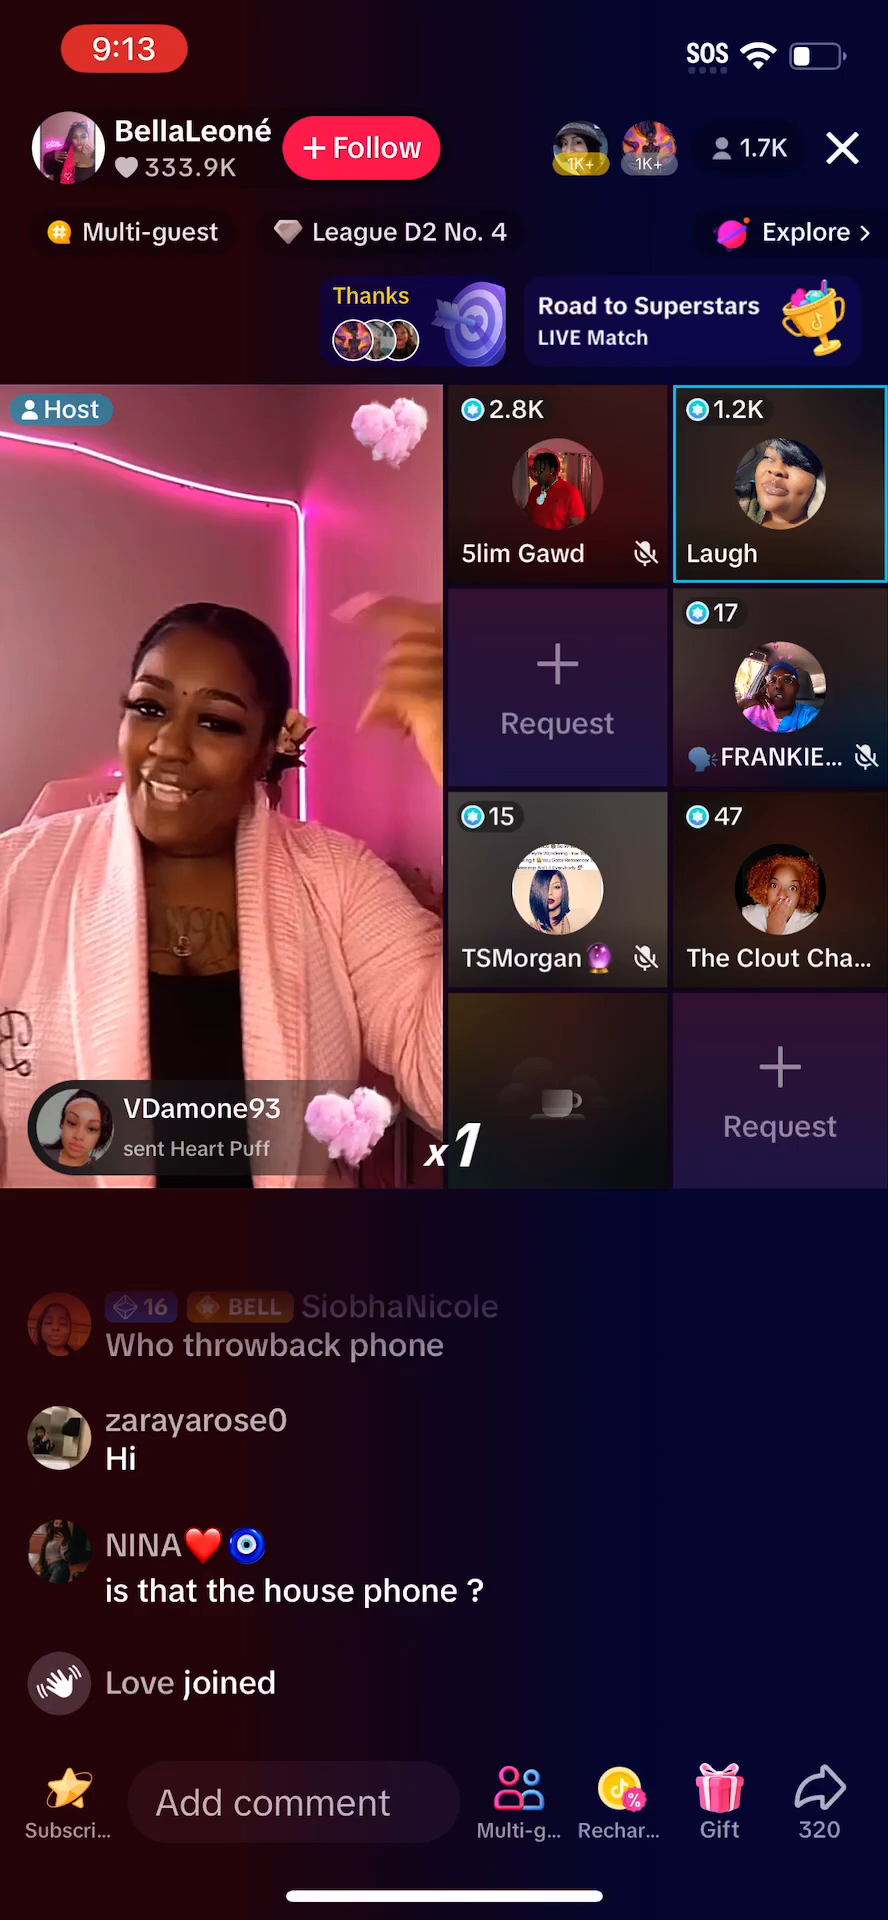 9:13
SOS
BellaLeoné
333.9K
+ Follow
1K+
1K+
1.7K
Multi-guest
League D2 No. 4
Explore >
Thanks
Road to Superstars
LIVE Match
Host
2.8K
5lim Gawd
1.2K
Laugh
Request
17
FRANKIE...
15
TSMorgan🔮
47
The Clout Cha...
Request
VDamone93
sent Heart Puff
x1
16
BELL
SiobhaNicole
Who throwback phone
zarayarose0
Hi
NINA❤️🧿
is that the house phone ?
Love joined
Subscri...
Add comment
Multi-g...
Rechar...
Gift
320